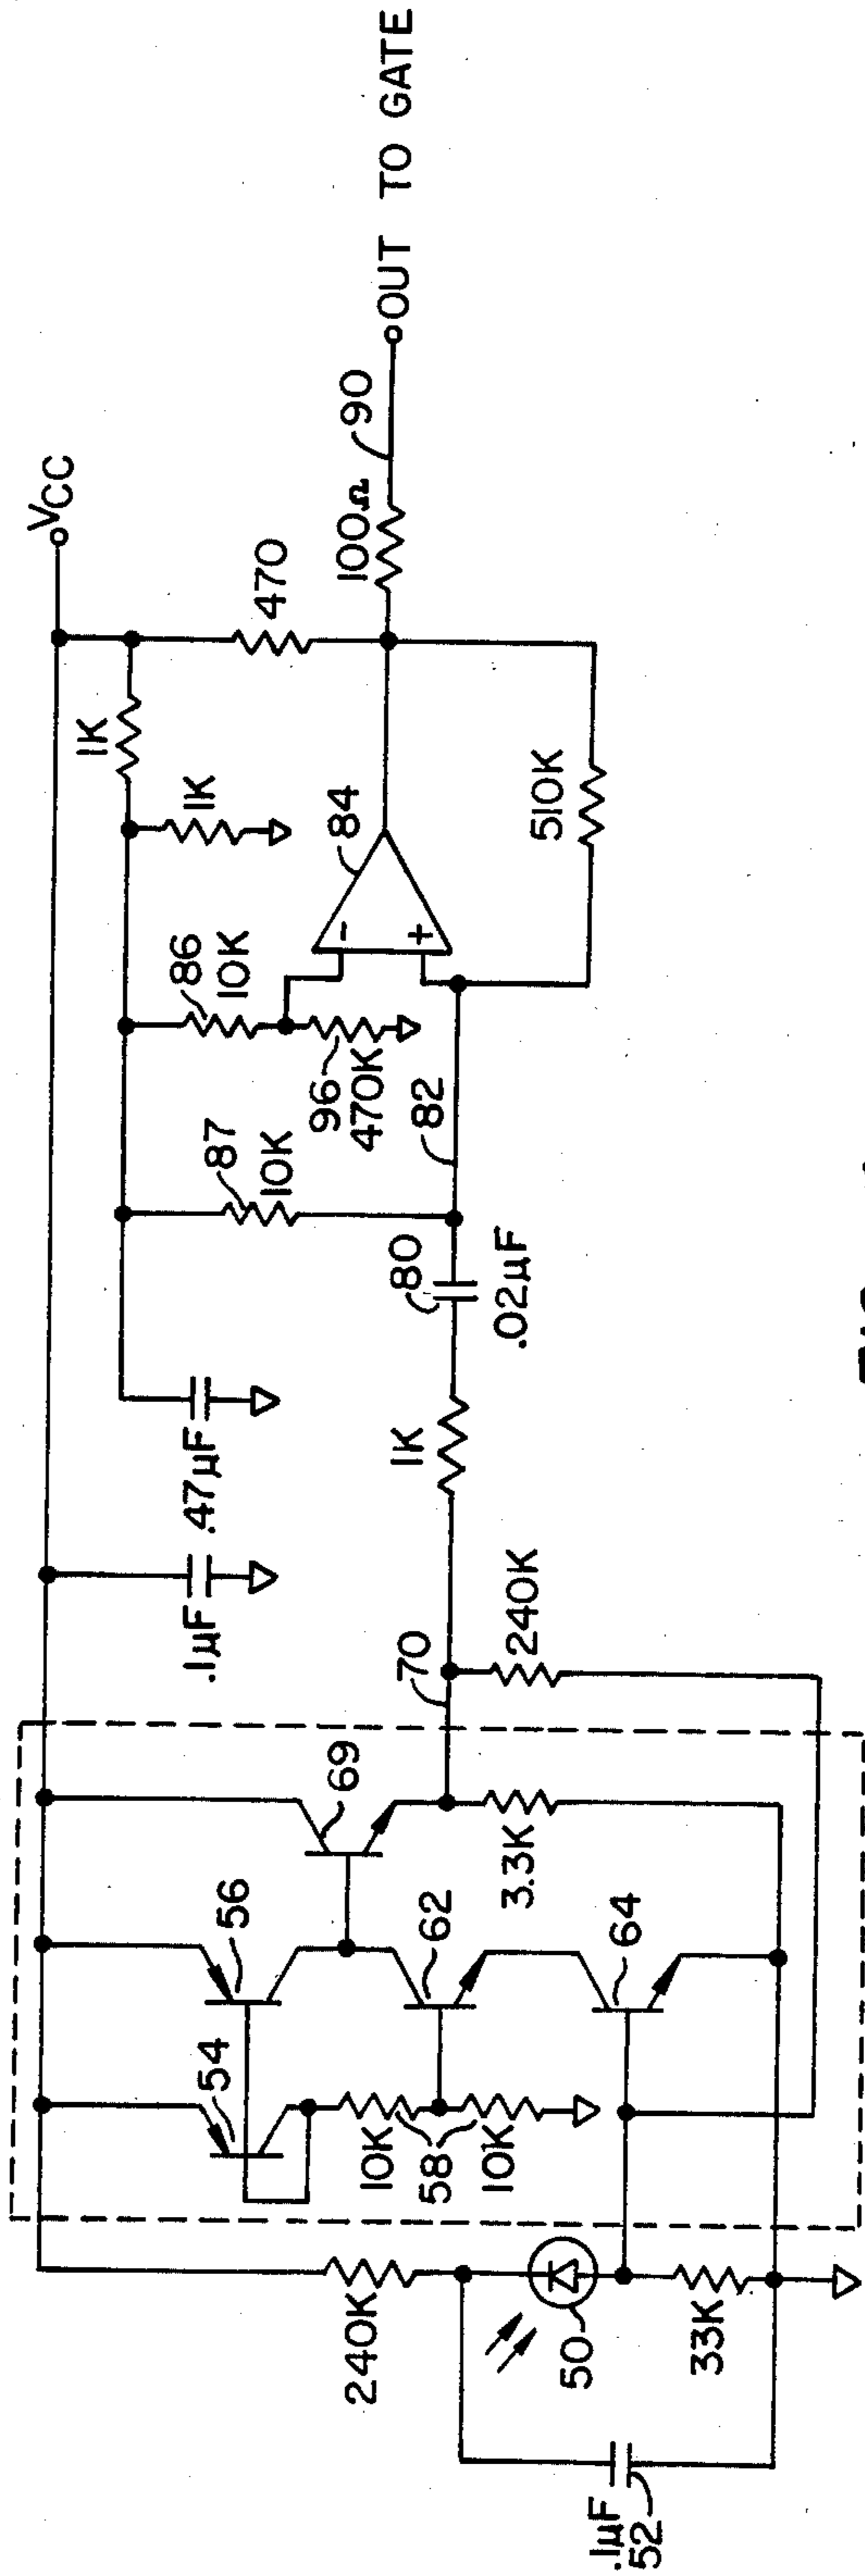 VCC
.1µF
.47µF
1K
1K
470
87
10K
86
10K
96
470K
84
-
+
100Ω
90
OUT TO GATE
80
.02µF
82
510K
1K
70
240K
69
56
54
62
3.3K
10K
58
10K
64
240K
50
33K
.1µF
52
FIG.